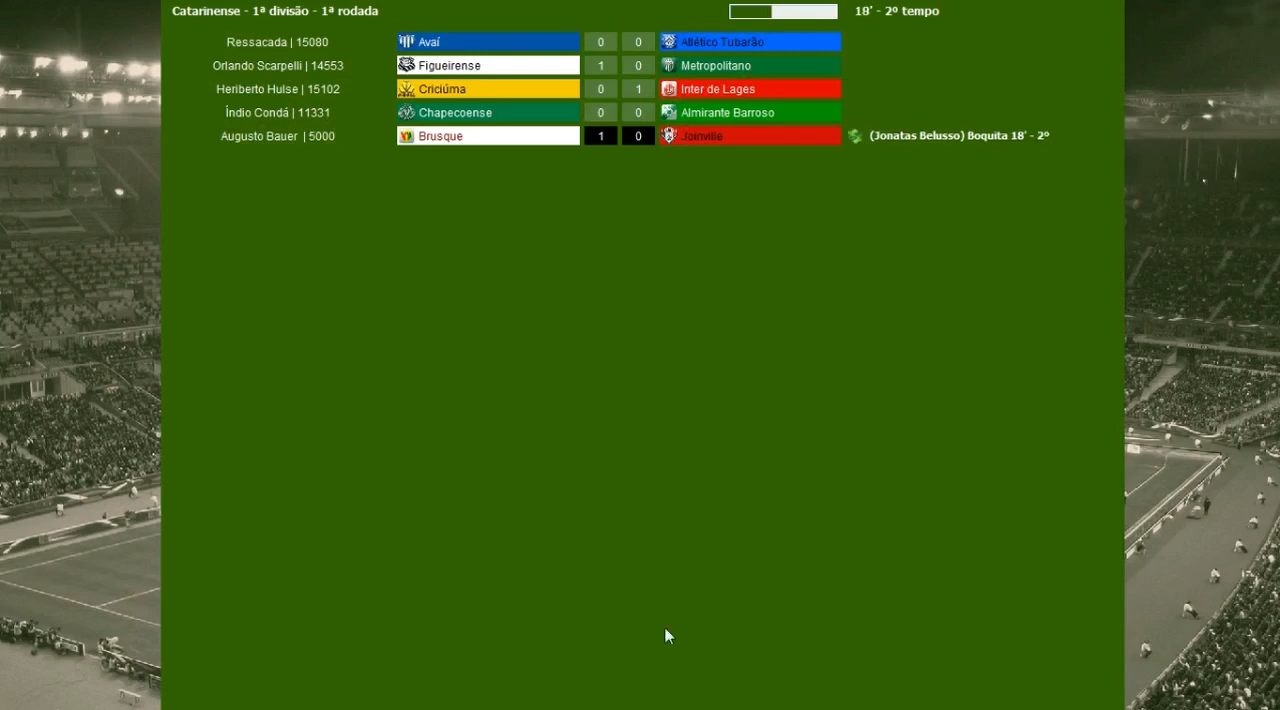 Catarinense - 1ª divisão - 1ª rodada 18' - 2º tempo
Ressacada | 15080 Avaí 0 0 Atlético Tubarão
Orlando Scarpelli | 14553 Figueirense 1 0 Metropolitano
Heriberto Hulse | 15102 Criciúma 0 1 Inter de Lages
Índio Condá | 11331 Chapecoense 0 0 Almirante Barroso
Augusto Bauer | 5000 Brusque 1 0 Joinville (Jonatas Belusso) Boquita 18' - 2º